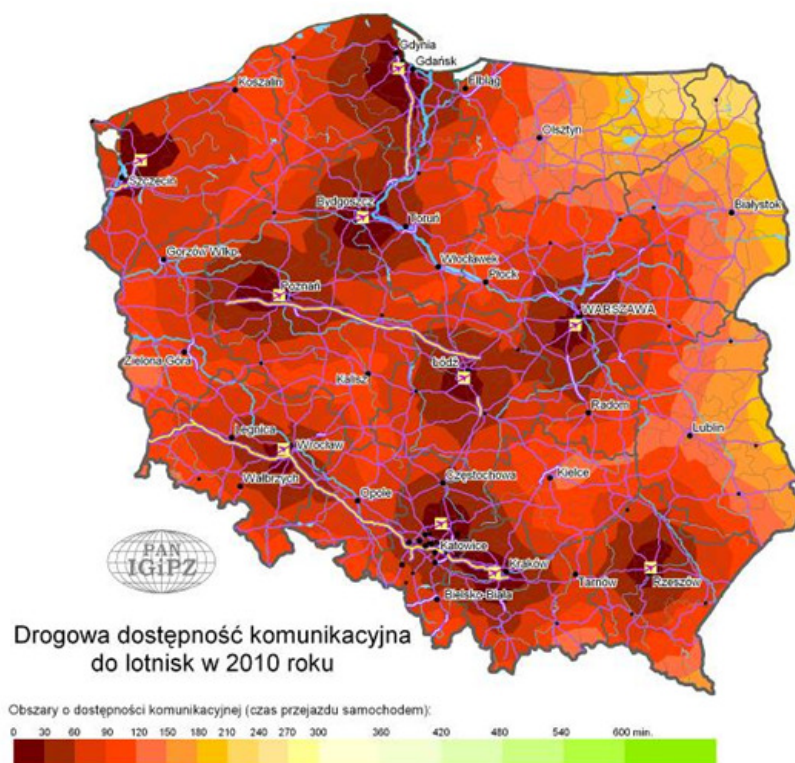 Gdynia
Gdańsk
Koszalin
Elbląg
Olsztyn
Szczecin
Bydgoszcz
Białystok
Toruń
Gorzów Wlkp.
Włocławek
Płock
Poznań
WARSZAWA
Zielona Góra
Łódź
Kalisz
Radom
Legnica
Lublin
Wrocław
Wałbrzych
Częstochowa
Kielce
Opole
PAN
IGiPZ
Katowice
Kraków
Tarnów
Rzeszów
Bielsko-Biała
Drogowa dostępność komunikacyjna
do lotnisk w 2010 roku
Obszary o dostępności komunikacyjnej (czas przejazdu samochodem):
0 30 60 90 120 150 180 210 240 270 300 360 420 480 540 600 min.